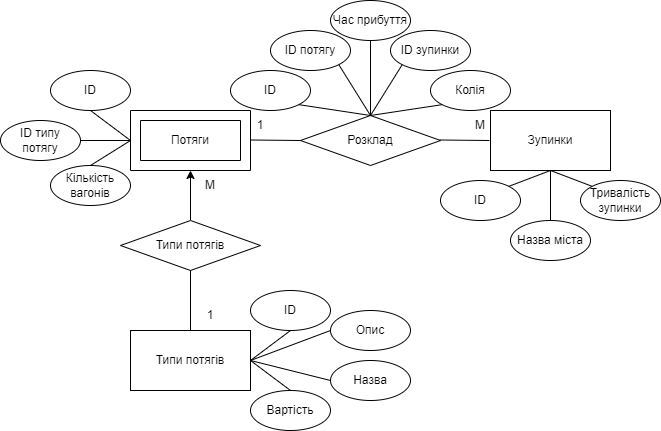 Час прибуття
ID потягу
ID зупинки
ID
ID
Колія
ID типу
потягу
Потяги
1
Розклад
М
Зупинки
Кількість
вагонів
М
ID
Тривалість
зупинки
Назва міста
Типи потягів
1
ID
Опис
Типи потягів
Назва
Вартість